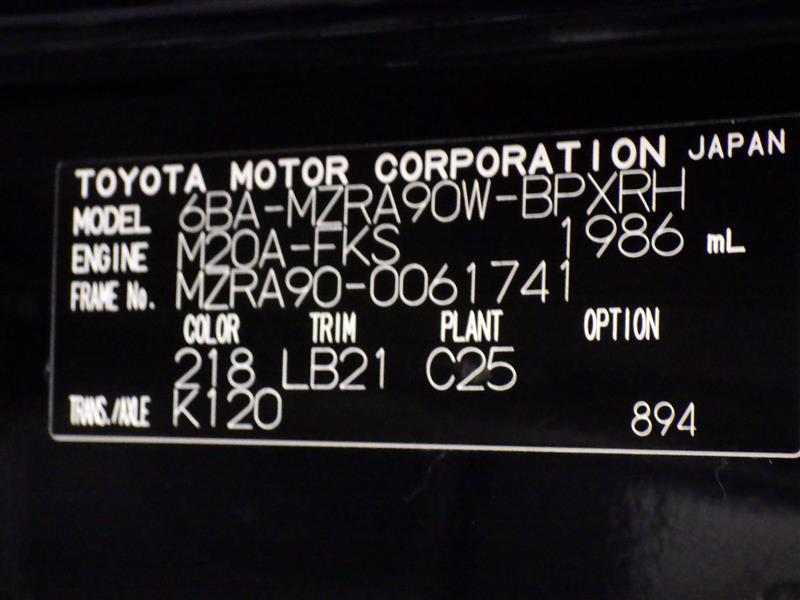 TOYOTA MOTOR CORPORATION JAPAN
MODEL 6BA-MZRA90W-BPXRH
ENGINE M20A-FKS 1986 mL
FRAME No. MZRA90-0061741
COLOR TRIM PLANT OPTION
218 LB21 C25
TRANS./AXLE K120 894